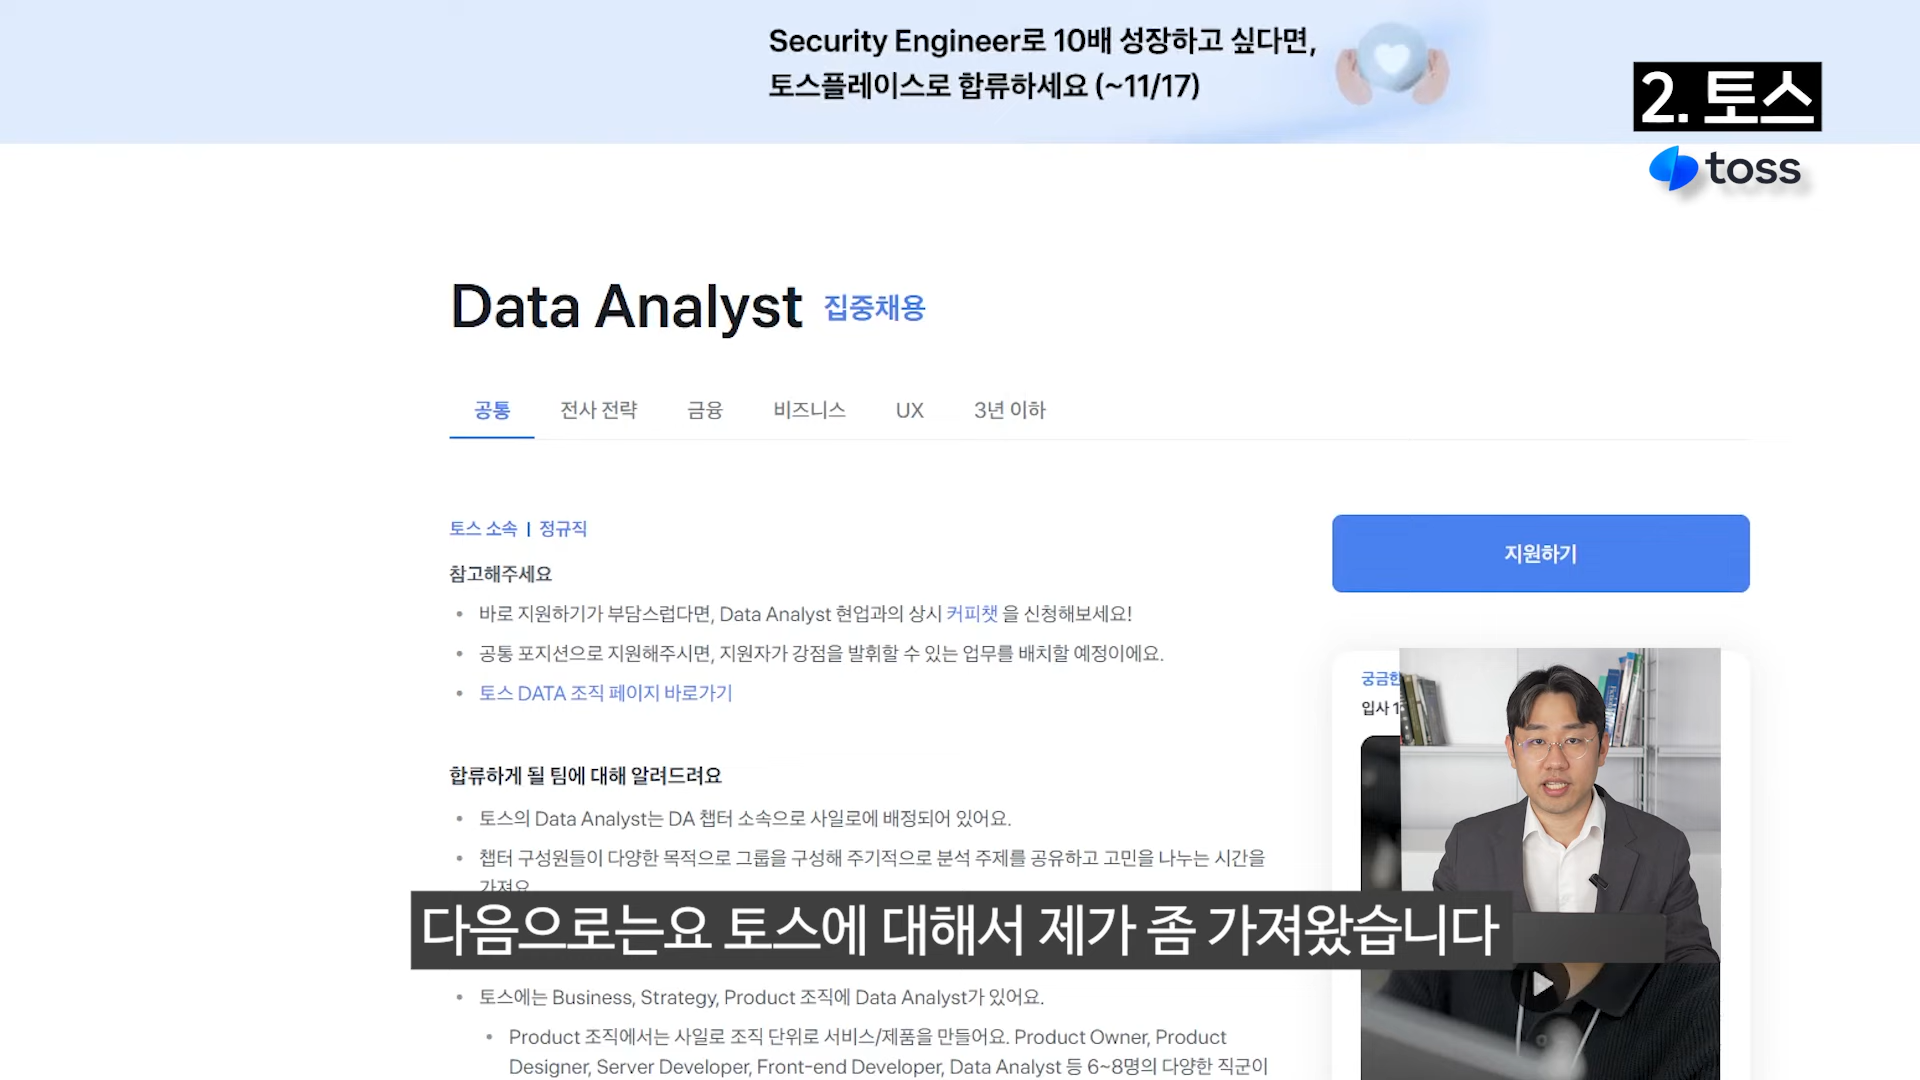 Security Engineer로 10배 성장하고 싶다면,
토스플레이스로 합류하세요 (~11/17)
2. 토스
toss
Data Analyst 집중채용
공통 전사 전략 금융 비즈니스 UX 3년 이하
토스 소속 | 정규직
지원하기
참고해주세요
• 바로 지원하기가 부담스럽다면, Data Analyst 현업과의 상시 커피챗 을 신청해보세요!
• 공통 포지션으로 지원해주시면, 지원자가 강점을 발휘할 수 있는 업무를 배치할 예정이에요.
• 토스 DATA 조직 페이지 바로가기
궁금한
입사 1
합류하게 될 팀에 대해 알려드려요
• 토스의 Data Analyst는 DA 챕터 소속으로 사일로에 배정되어 있어요.
• 챕터 구성원들이 다양한 목적으로 그룹을 구성해 주기적으로 분석 주제를 공유하고 고민을 나누는 시간을
가져요
다음으로는요 토스에 대해서 제가 좀 가져왔습니다
• 토스에는 Business, Strategy, Product 조직에 Data Analyst가 있어요.
• Product 조직에서는 사일로 조직 단위로 서비스/제품을 만들어요. Product Owner, Product
Designer, Server Developer, Front-end Developer, Data Analyst 등 6~8명의 다양한 직군이